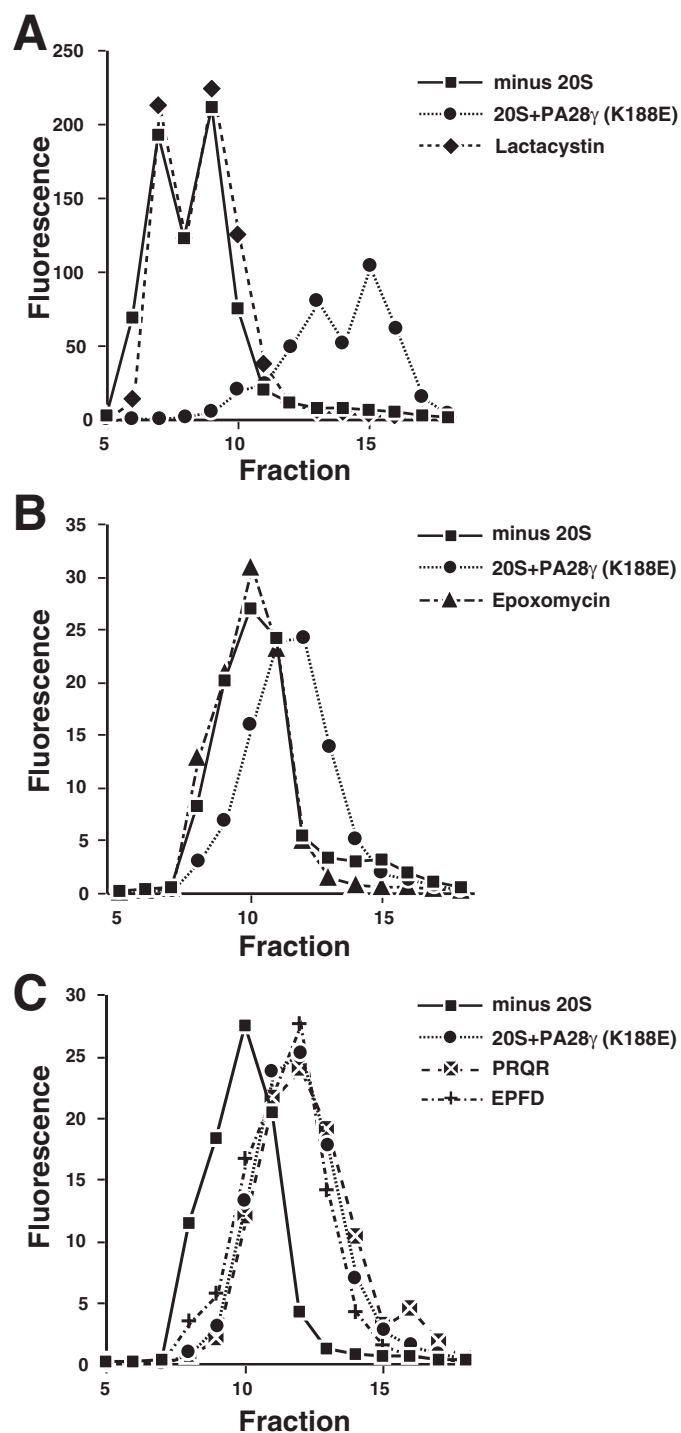 A
250
200
150
100
50
0
Fluorescence
5
10
15
Fraction
minus 20S
20S+PA28γ (K188E)
Lactacystin
B
35
30
25
20
15
10
5
0
Fluorescence
5
10
15
Fraction
minus 20S
20S+PA28γ (K188E)
Epoxomycin
C
30
25
20
15
10
5
0
Fluorescence
5
10
15
Fraction
minus 20S
20S+PA28γ (K188E)
PRQR
EPFD